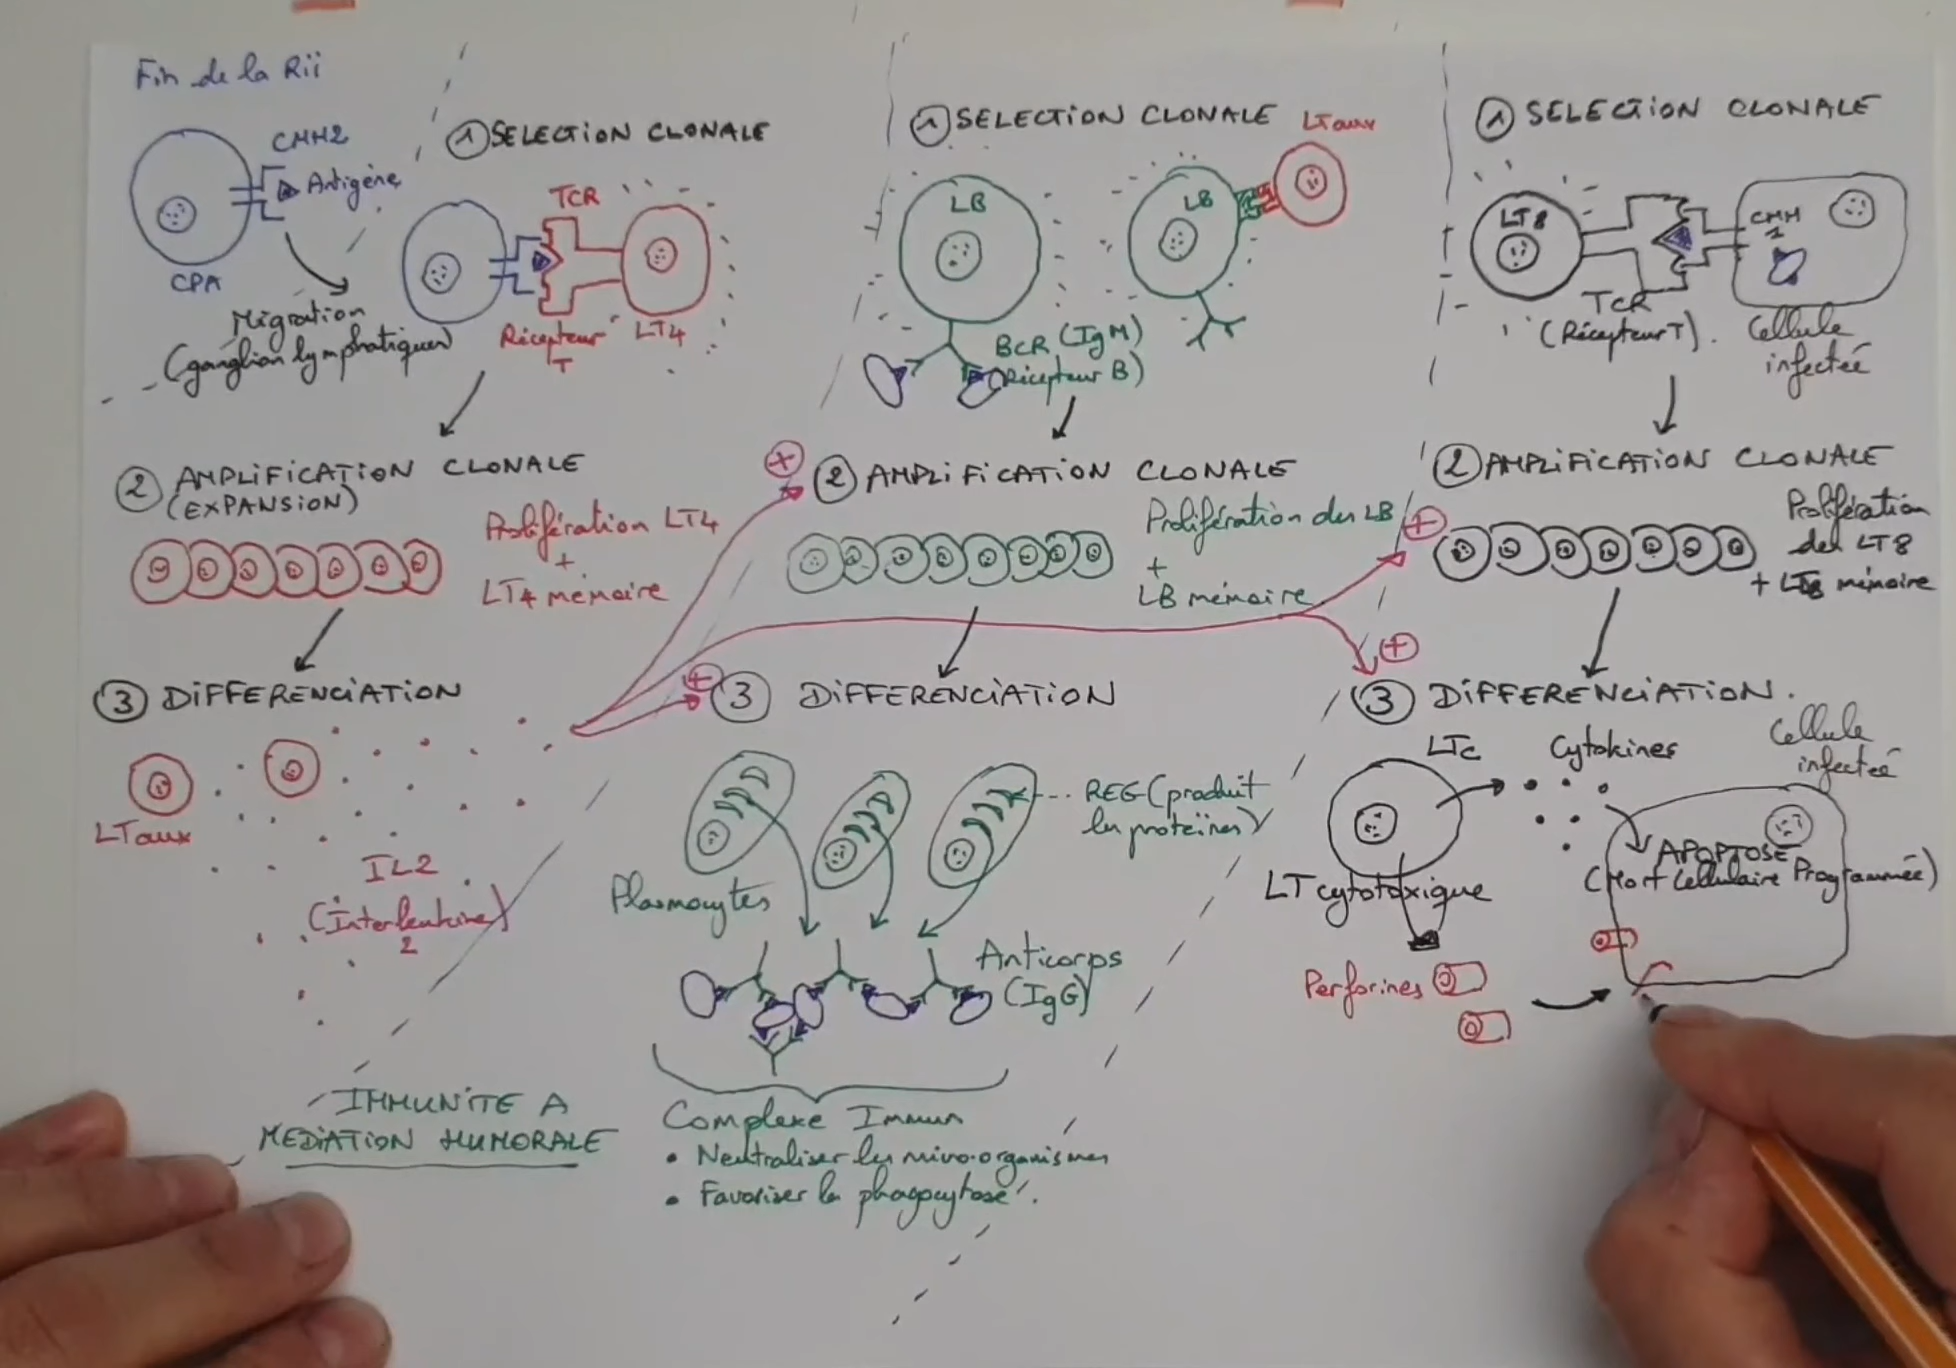 Fin de la Rii
CMH2
Antigène
CPA
Migration
(ganglion lymphatiques)
① SELECTION CLONALE
TCR
Récepteur
T
LT4
② AMPLIFICATION CLONALE
(EXPANSION)
Prolifération LT4
+
LT4 mémoire
③ DIFFERENCIATION
LTaux
IL2
(Interleukine)
2
IMMUNITE A
MEDIATION HUMORALE
① SELECTION CLONALE
LTaux
LB
LB
BCR (IgM)
(Récepteur B)
+
② AMPLIFICATION CLONALE
Prolifération des LB
+
LB mémoire
+
③ DIFFERENCIATION
REG (produit
les protéines)
Plasmocytes
Anticorps
(IgG)
Complexe Immun
• Neutraliser les micro-organismes
• Favoriser la phagocytose.
① SELECTION CLONALE
LT8
CMH
1
TCR
(Récepteur T).
Cellule
infectée
+
② AMPLIFICATION CLONALE
Prolifération
des LT8
+ LT8 mémoire
+
③ DIFFERENCIATION.
LTc
Cytokines
Cellule
infectée
APOPTOSE
(Mort Cellulaire Programmée)
LT cytotoxique
Perforines